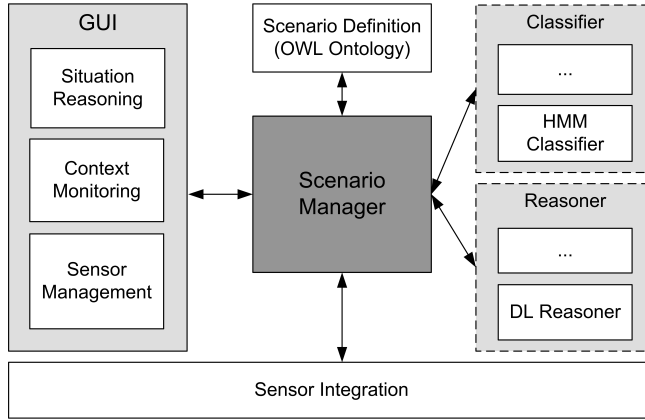 GUI
Situation
Reasoning
Context
Monitoring
Sensor
Management
Scenario Definition
(OWL Ontology)
Scenario
Manager
Classifier
...
HMM
Classifier
Reasoner
...
DL Reasoner
Sensor Integration